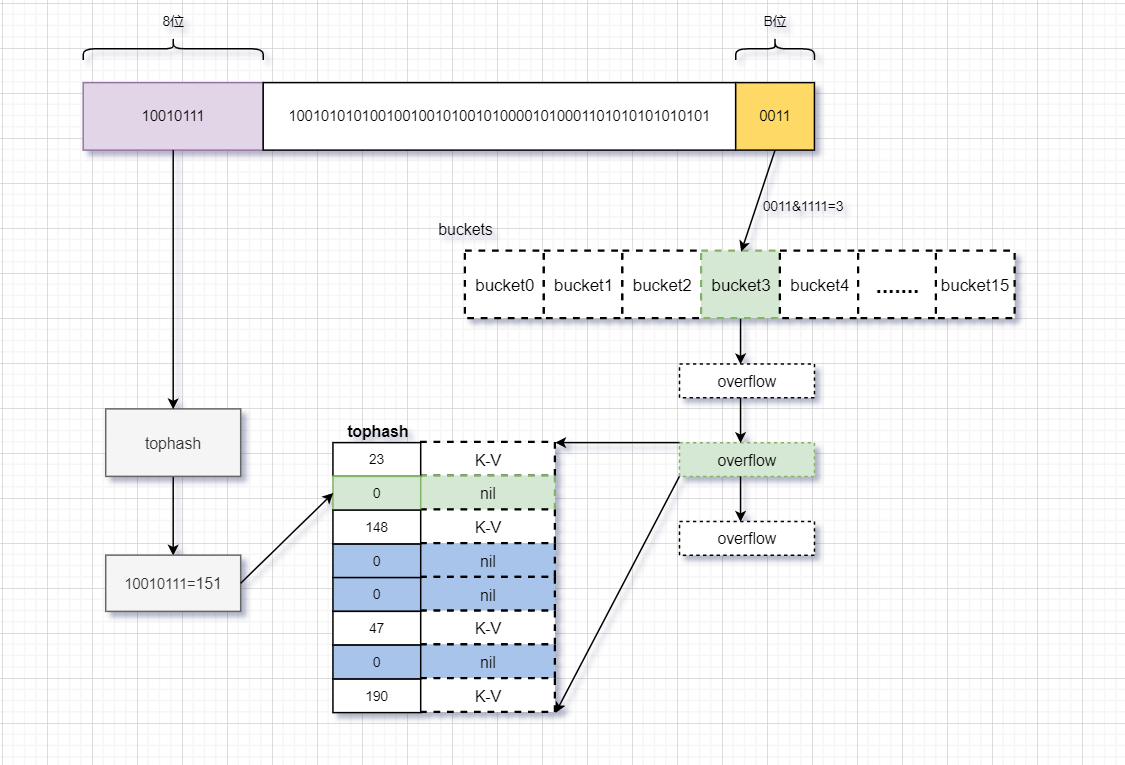 8位
B位
10010111
1001010101001001001010010100001010001101010101010101
0011
0011&1111=3
buckets
bucket0
bucket1
bucket2
bucket3
bucket4
.......
bucket15
overflow
tophash
tophash
overflow
23
K-V
0
nil
148
K-V
overflow
0
nil
10010111=151
0
nil
47
K-V
0
nil
190
K-V